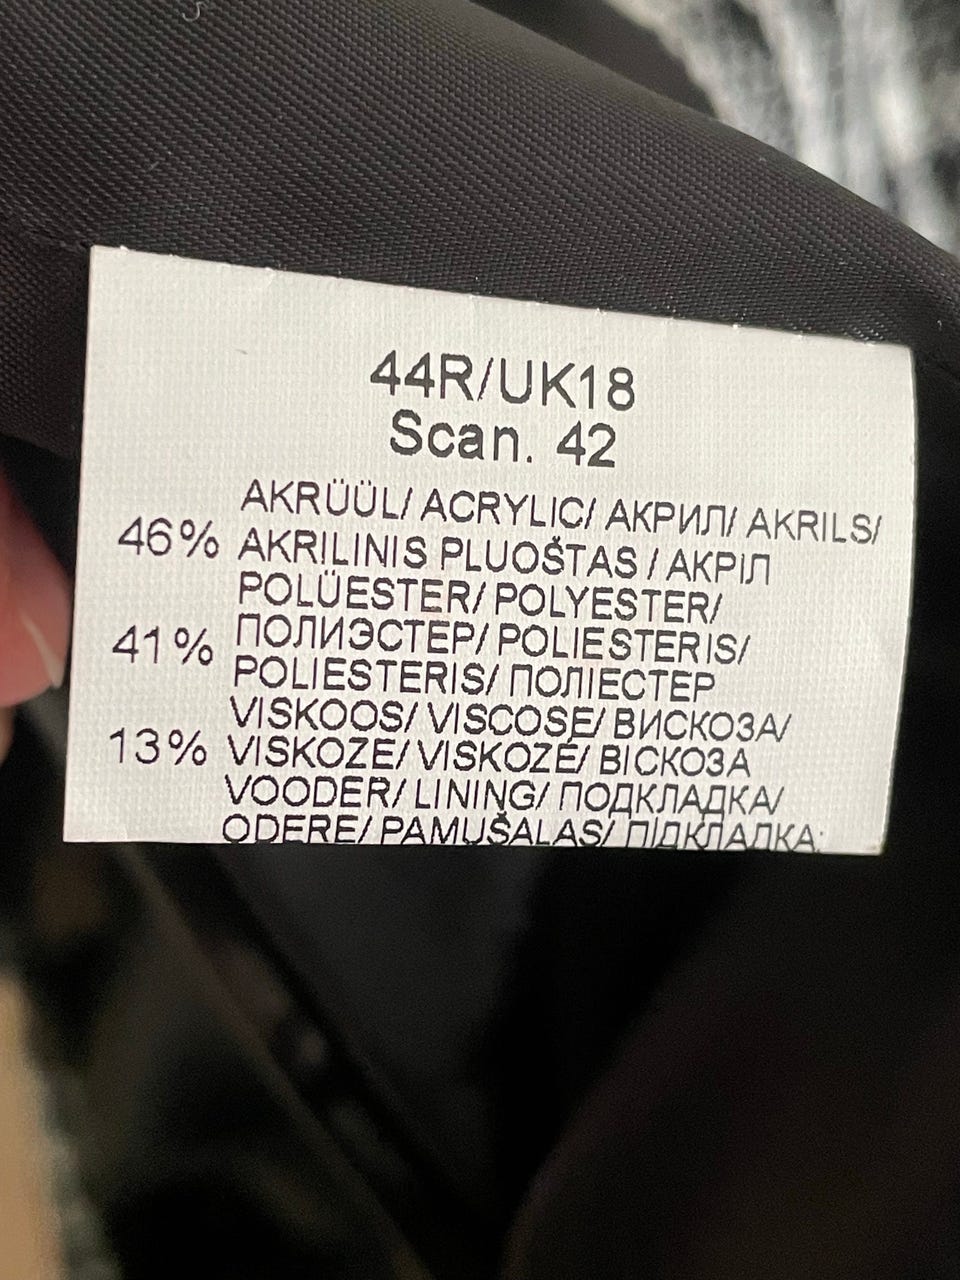 44R/UK18
Scan. 42
AKRÜÜL/ ACRYLIC/ АКРИЛ/ AKRILS/
46% AKRILINIS PLUOŠTAS / АКРІЛ
POLÜESTER/ POLYESTER/
41% ПОЛИЭСТЕР/ POLIESTERIS/
POLIESTERIS/ ПОЛІЕСТЕР
VISKOOS/ VISCOSE/ ВИСКОЗА/
13% VISKOZE/ VISKOZĖ/ ВІСКОЗА
VOODER/ LINING/ ПОДКЛАДКА/
ODERE/ PAMUŠALAS/ ПІДКЛАДКА: